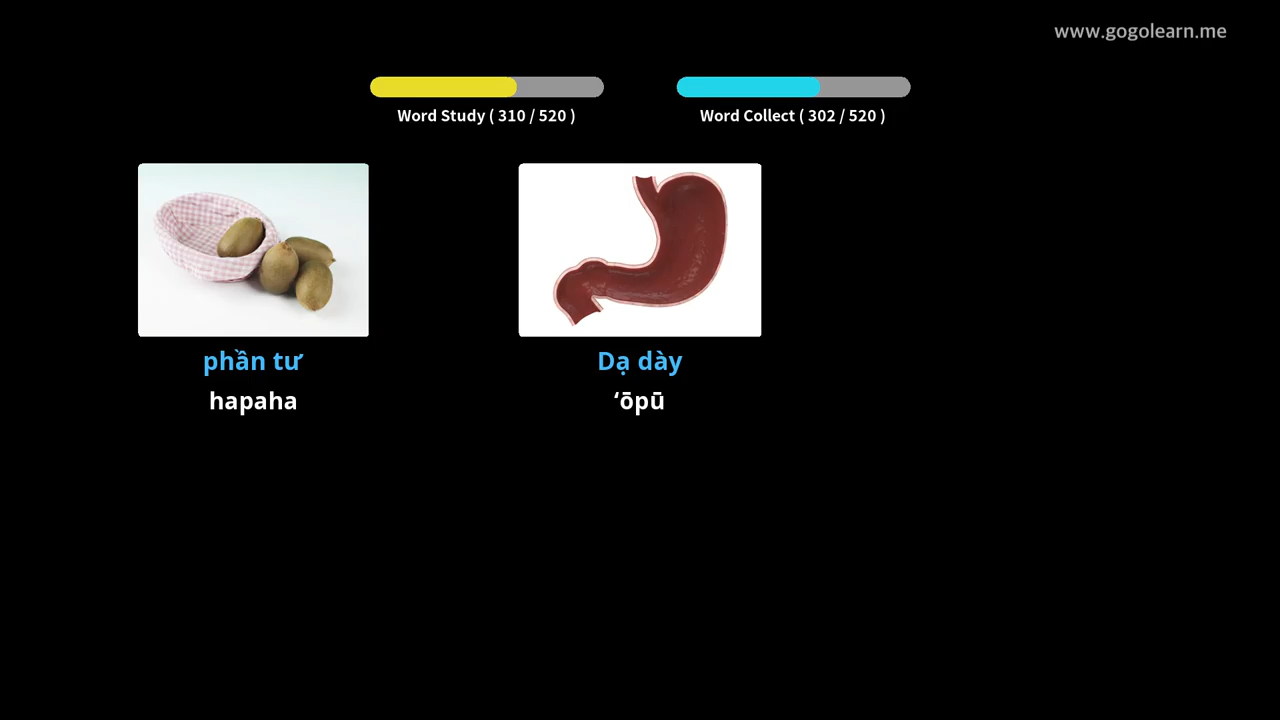 www.gogolearn.me
Word Study ( 310 / 520 )
Word Collect ( 302 / 520 )
phần tư
hapaha
Dạ dày
ʻōpū